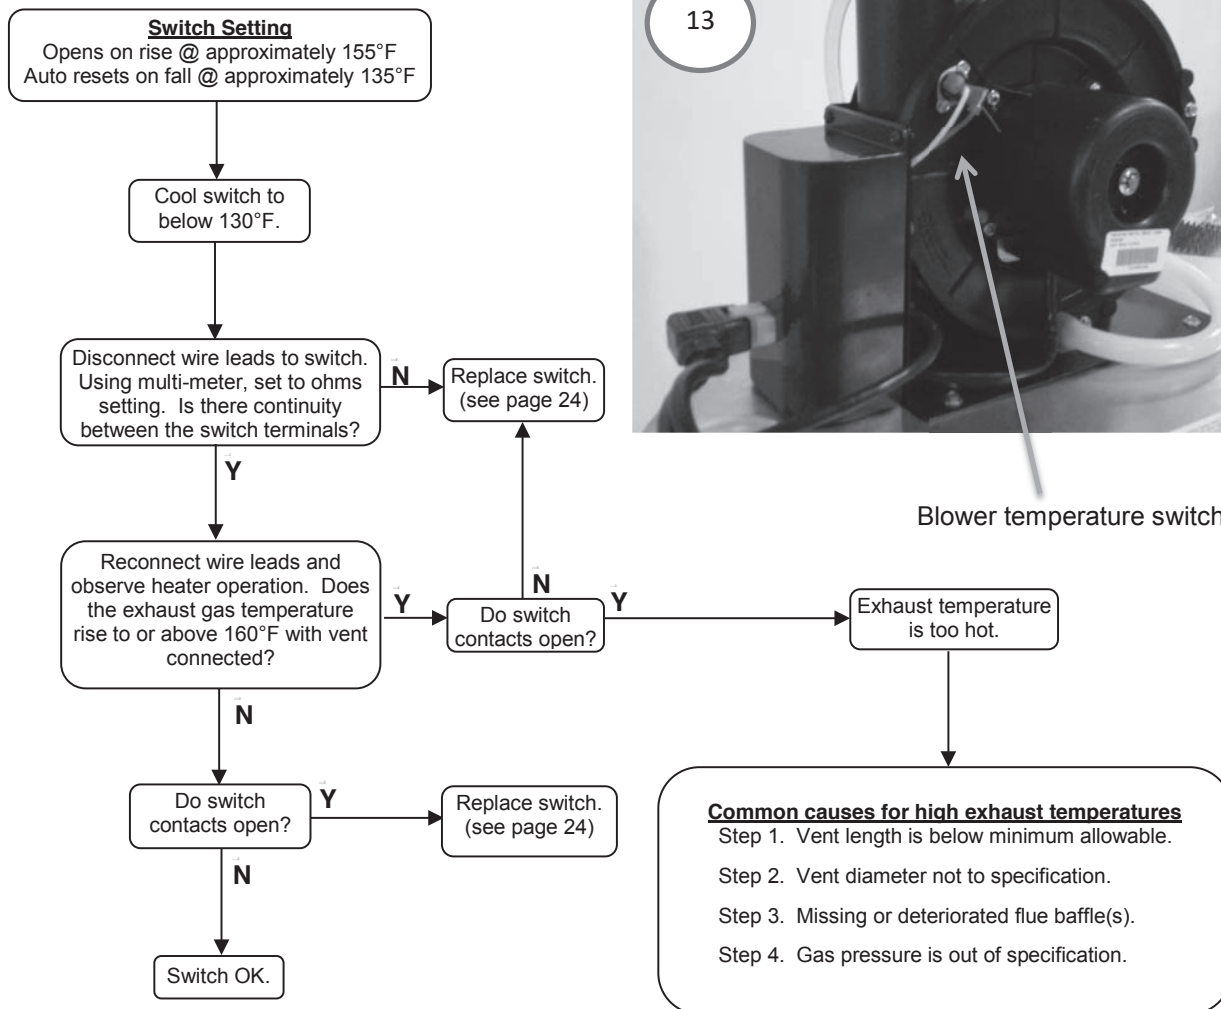 Switch Setting
Opens on rise @ approximately 155°F
Auto resets on fall @ approximately 135°F
13
Cool switch to
below 130°F.
Disconnect wire leads to switch.
Using multi-meter, set to ohms
setting. Is there continuity
between the switch terminals?
N
Replace switch.
(see page 24)
Y
Blower temperature switch
Reconnect wire leads and
observe heater operation. Does
the exhaust gas temperature
rise to or above 160°F with vent
connected?
Y
N
Do switch
contacts open?
Y
Exhaust temperature
is too hot.
N
Do switch
contacts open?
Y
Replace switch.
(see page 24)
N
Switch OK.
Common causes for high exhaust temperatures
Step 1. Vent length is below minimum allowable.
Step 2. Vent diameter not to specification.
Step 3. Missing or deteriorated flue baffle(s).
Step 4. Gas pressure is out of specification.